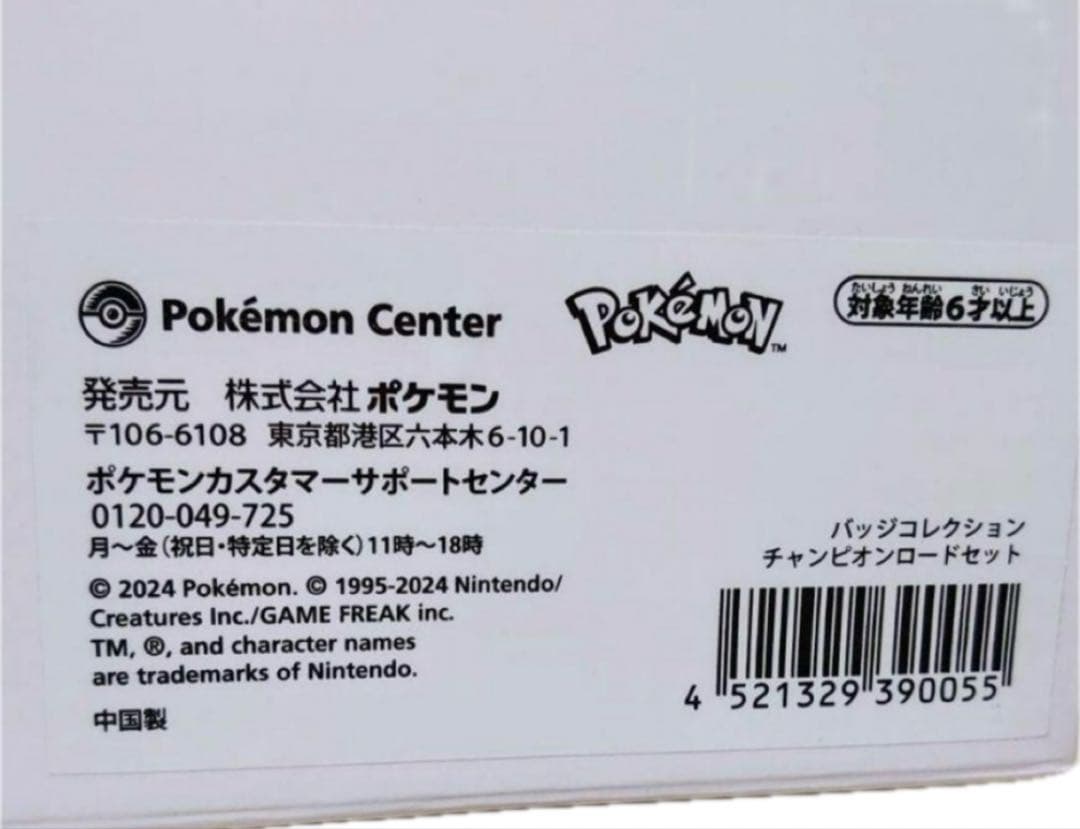 Pokémon Center
POKéMON™
たいしょう ねんれい さい いじょう
対象年齢6才以上
発売元 株式会社ポケモン
〒106-6108 東京都港区六本木6-10-1
ポケモンカスタマーサポートセンター
0120-049-725
月〜金(祝日・特定日を除く)11時〜18時
© 2024 Pokémon. © 1995-2024 Nintendo/
Creatures Inc./GAME FREAK inc.
TM, ®, and character names
are trademarks of Nintendo.
中国製
バッジコレクション
チャンピオンロードセット
4 521329 390055